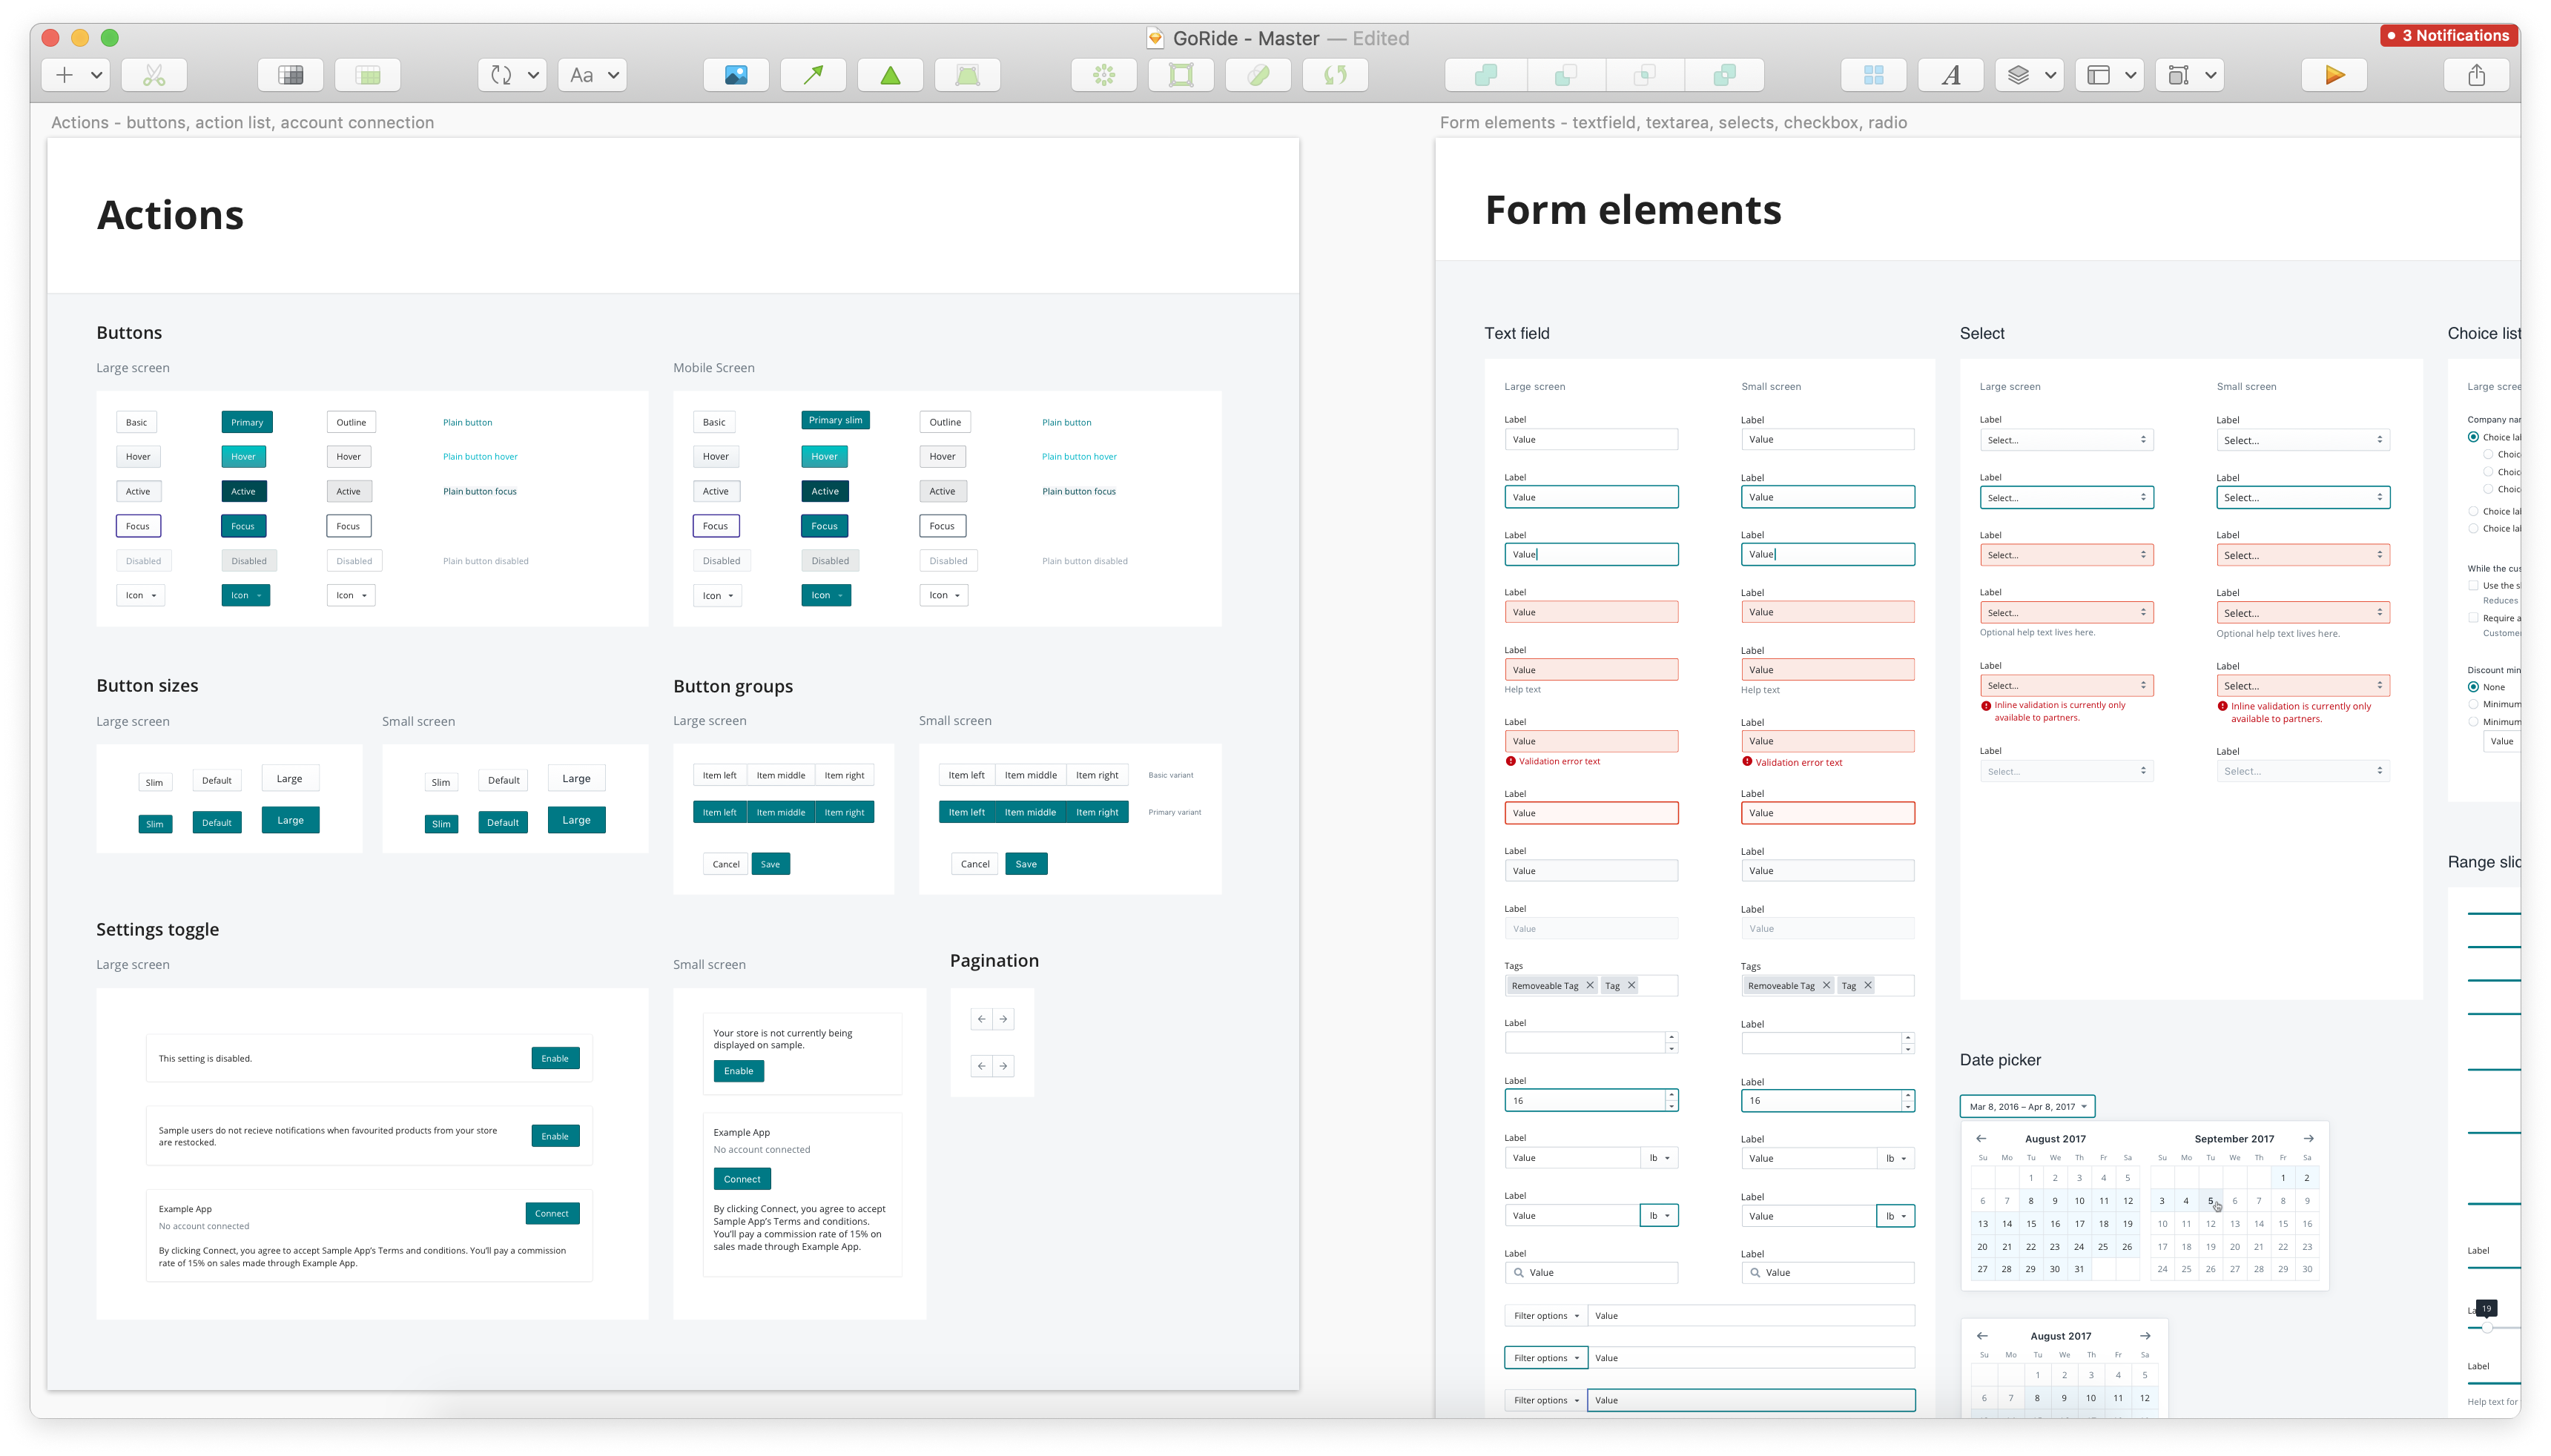 GoRide - Master — Edited
3 Notifications
Aa
A
Actions - buttons, action list, account connection
Actions
Buttons
Large screen
Mobile Screen
Basic Primary Outline Plain button
Hover Hover Hover Plain button hover
Active Active Active Plain button focus
Focus Focus Focus
Disabled Disabled Disabled Plain button disabled
Icon Icon Icon
Basic Primary slim Outline Plain button
Hover Hover Hover Plain button hover
Active Active Active Plain button focus
Focus Focus Focus
Disabled Disabled Disabled Plain button disabled
Icon Icon Icon
Button sizes
Large screen
Small screen
Slim Default Large
Slim Default Large
Slim Default Large
Slim Default Large
Button groups
Large screen
Small screen
Item left Item middle Item right
Item left Item middle Item right
Cancel Save
Item left Item middle Item right Basic variant
Item left Item middle Item right Primary variant
Cancel Save
Settings toggle
Large screen
This setting is disabled.
Enable
Sample users do not recieve notifications when favourited products from your store
are restocked.
Enable
Example App
No account connected
Connect
By clicking Connect, you agree to accept Sample App's Terms and conditions. You'll pay a commission
rate of 15% on sales made through Example App.
Small screen
Your store is not currently being
displayed on sample.
Enable
Example App
No account connected
Connect
By clicking Connect, you agree to accept
Sample App's Terms and conditions.
You'll pay a commission rate of 15% on
sales made through Example App.
Pagination
Form elements - textfield, textarea, selects, checkbox, radio
Form elements
Text field
Large screen Small screen
Label Label
Value Value
Label Label
Value Value
Label Label
Value Value
Label Label
Value Value
Label Label
Value Value
Help text Help text
Label Label
Value Value
Validation error text Validation error text
Label Label
Value Value
Label Label
Value Value
Label Label
Value Value
Tags Tags
Removeable Tag Tag Removeable Tag Tag
Label Label
Label Label
16 16
Label Label
Value lb Value lb
Label Label
Value lb Value lb
Label Label
Value Value
Filter options Value
Filter options Value
Filter options Value
Select
Large screen Small screen
Label Label
Select... Select...
Label Label
Select... Select...
Label Label
Select... Select...
Label Label
Select... Select...
Optional help text lives here. Optional help text lives here.
Label Label
Select... Select...
Inline validation is currently only Inline validation is currently only
available to partners. available to partners.
Label Label
Select... Select...
Date picker
Mar 8, 2016 – Apr 8, 2017
August 2017
Su Mo Tu We Th Fr Sa
1 2 3 4 5
6 7 8 9 10 11 12
13 14 15 16 17 18 19
20 21 22 23 24 25 26
27 28 29 30 31
September 2017
Su Mo Tu We Th Fr Sa
1 2
3 4 5 6 7 8 9
10 11 12 13 14 15 16
17 18 19 20 21 22 23
24 25 26 27 28 29 30
August 2017
Su Mo Tu We Th Fr Sa
1 2 3 4 5
6 7 8 9 10 11 12
Choice list
Large scree
Company na
Choice lal
Choic
Choic
Choic
Choice lal
Choice lal
While the cus
Use the s
Reduces
Require a
Custome
Discount min
None
Minimum
Minimum
Value
Range slid
Label
La
19
Label
Help text for